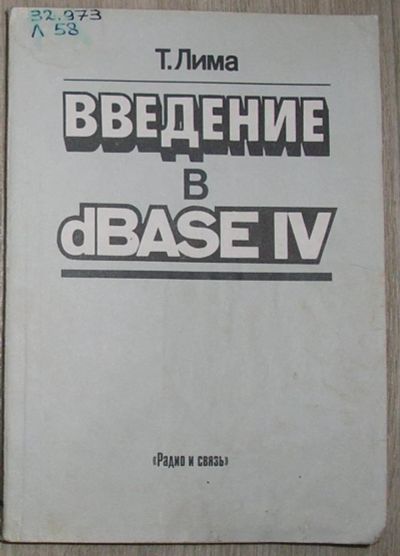 32.973
Л 58
Т. Лима
ВВЕДЕНИЕ
В
dBASE IV
«Радио и связь»